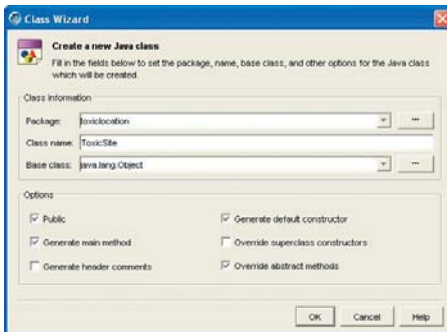 Class Wizard
Create a new Java class
Fill in the fields below to set the package, name, base class, and other options for the Java class
which will be created.
Class information
Package: toxiclocation ...
Class name: ToxicSite
Base class: java.lang.Object ...
Options
Public
Generate default constructor
Generate main method
Override superclass constructors
Generate header comments
Override abstract methods
OK Cancel Help